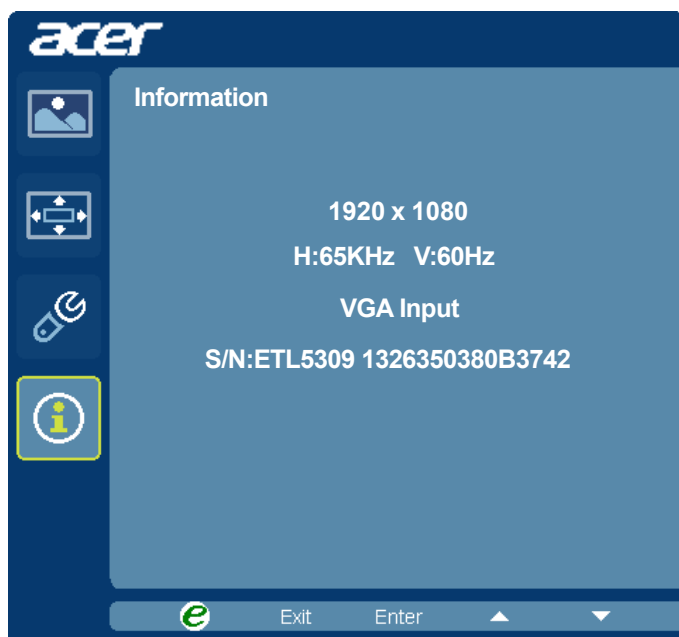 acer
Information
1920 x 1080
H:65KHz V:60Hz
VGA Input
S/N:ETL5309 1326350380B3742
e Exit Enter